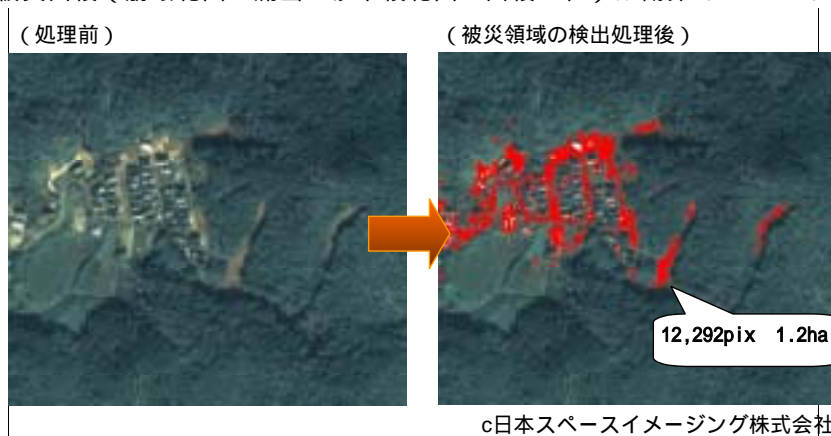 （処理前）
（被災領域の検出処理後）
12,292pix 1.2ha
c日本スペースイメージング株式会社